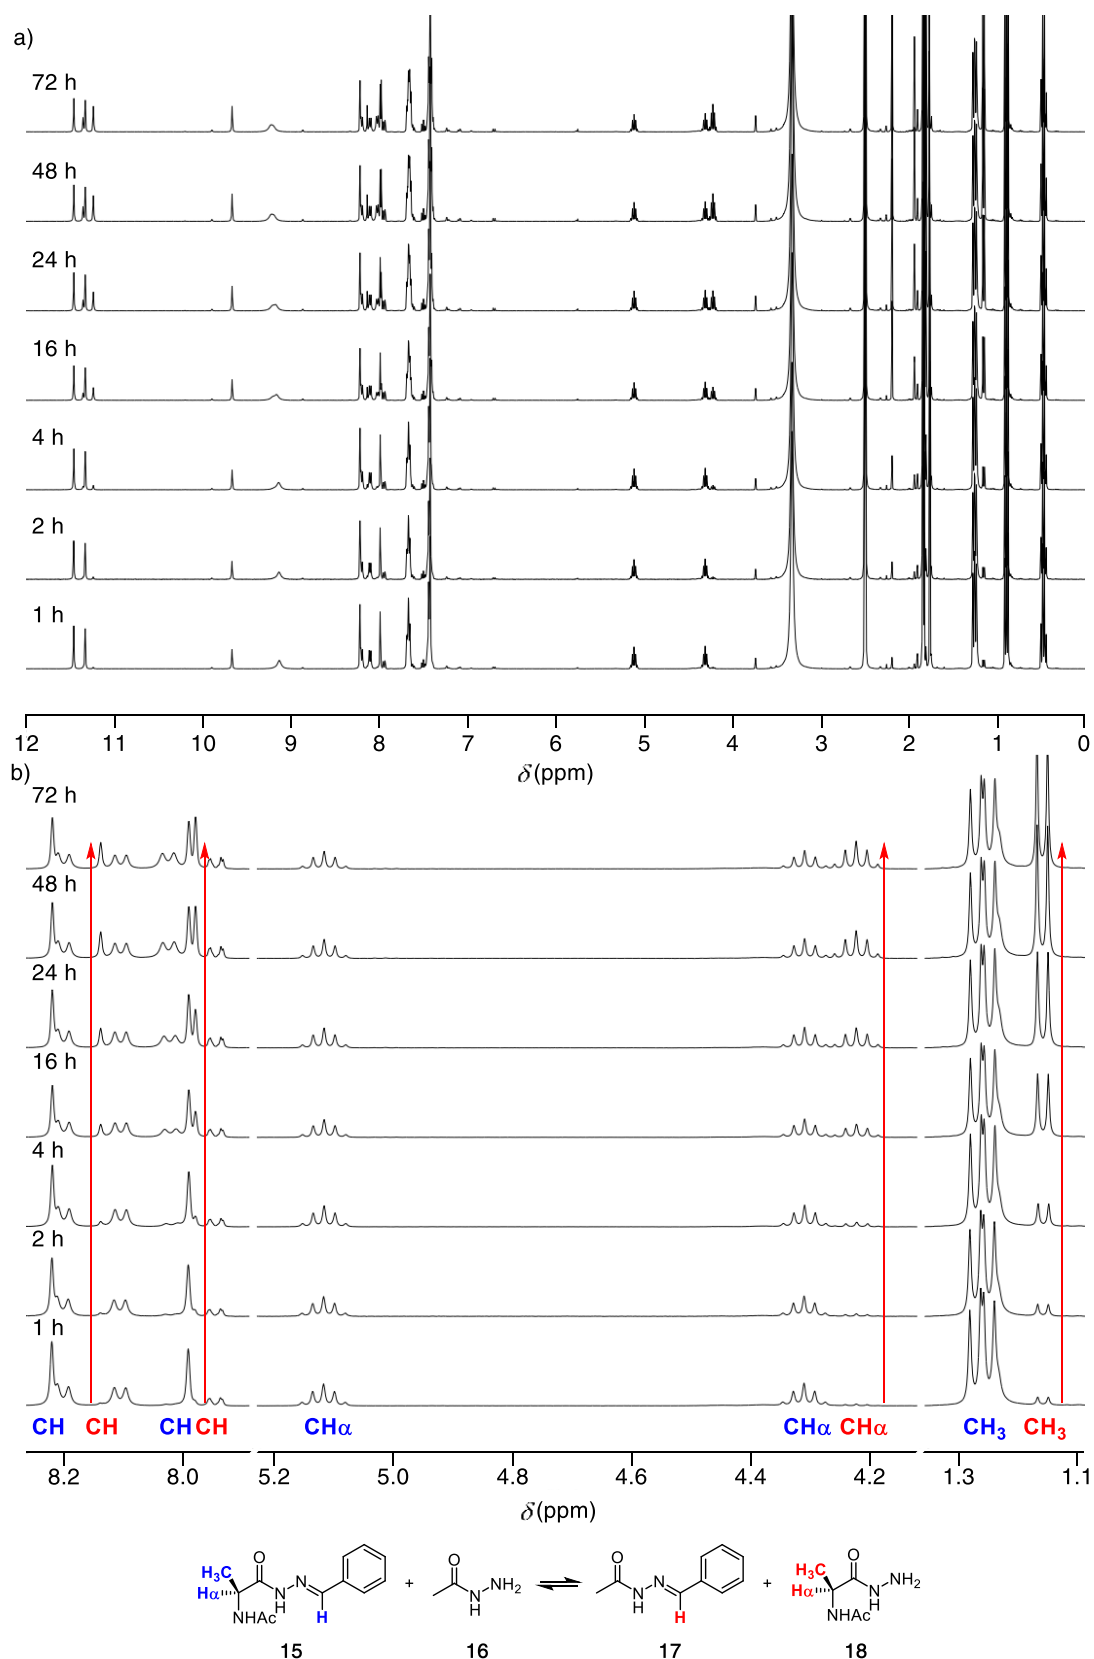 a)
72 h
48 h
24 h
16 h
4 h
2 h
1 h
12 11 10 9 8 7 6 5 4 3 2 1 0
δ (ppm)
b)
72 h
48 h
24 h
16 h
4 h
2 h
1 h
CH CH CH CH CHα CHα CHα CH₃ CH₃
8.2 8.0 5.2 5.0 4.8 4.6 4.4 4.2 1.3 1.1
δ (ppm)
H₃C O Hα N H N NHAc H
+
O N H NH₂
O N H N H
+
H₃C O Hα N H NH₂ NHAc
15 16 17 18